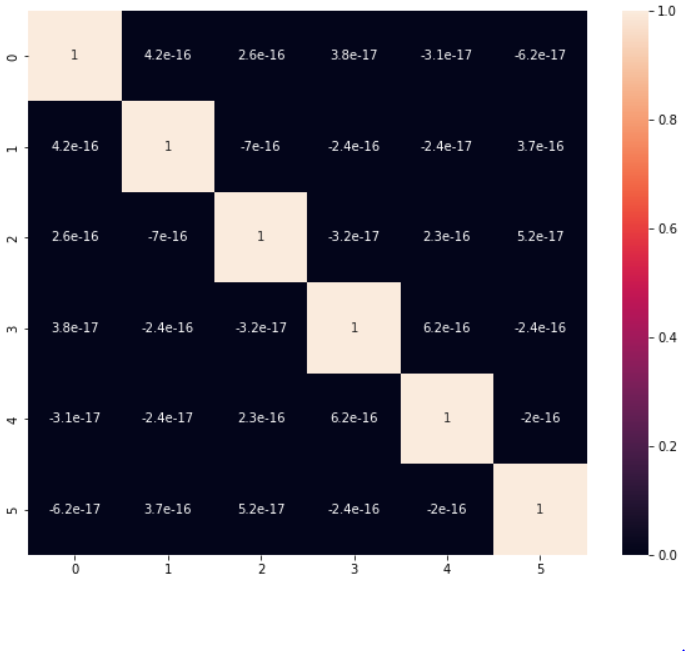 1.0
0 1 4.2e-16 2.6e-16 3.8e-17 -3.1e-17 -6.2e-17
0.8
1 4.2e-16 1 -7e-16 -2.4e-16 -2.4e-17 3.7e-16
2 2.6e-16 -7e-16 1 -3.2e-17 2.3e-16 5.2e-17
0.6
3 3.8e-17 -2.4e-16 -3.2e-17 1 6.2e-16 -2.4e-16
0.4
4 -3.1e-17 -2.4e-17 2.3e-16 6.2e-16 1 -2e-16
0.2
5 -6.2e-17 3.7e-16 5.2e-17 -2.4e-16 -2e-16 1
0.0
0 1 2 3 4 5